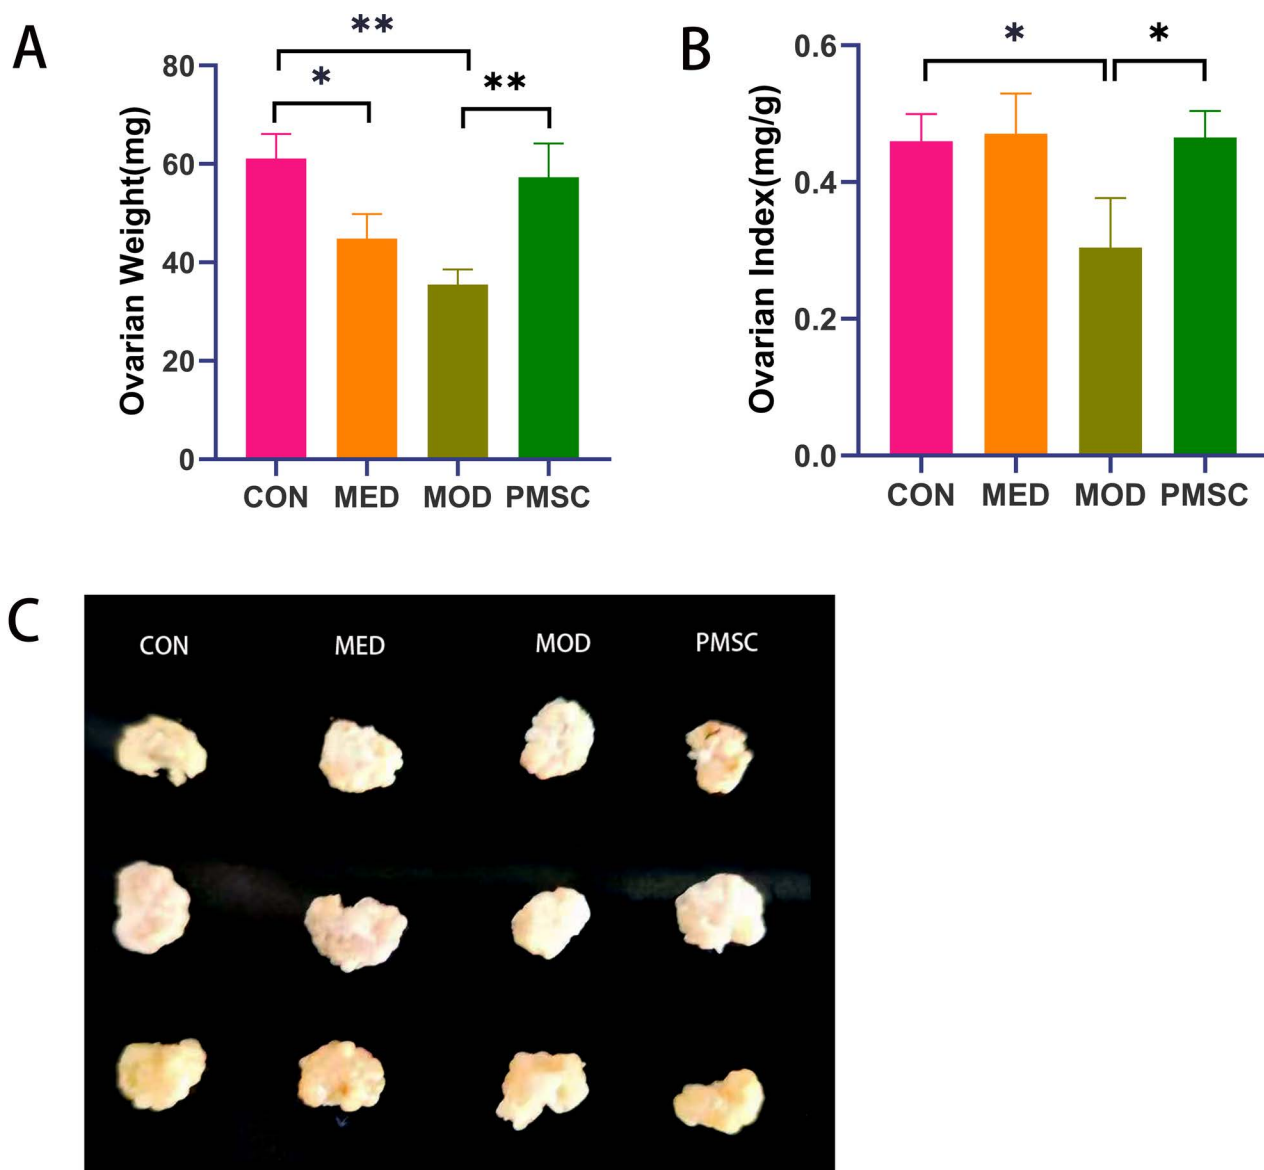 A
**
*
**
80
60
40
20
0
Ovarian Weight(mg)
CON MED MOD PMSC
B
*
*
0.6
0.4
0.2
0.0
Ovarian Index(mg/g)
CON MED MOD PMSC
C
CON MED MOD PMSC